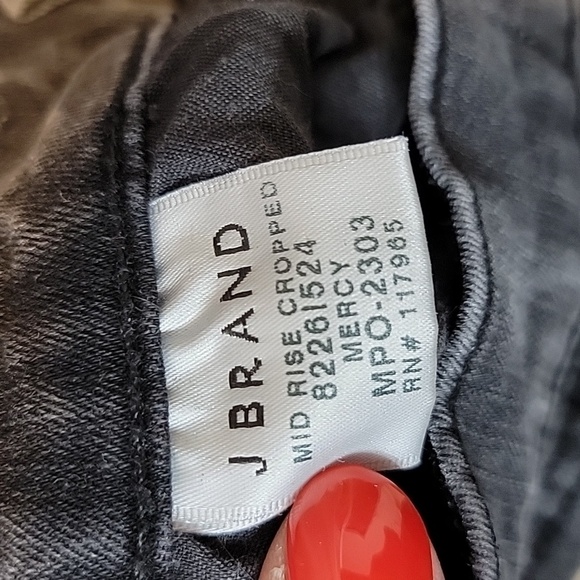 J BRAND
MID RISE CROPPED
8226I524
MERCY
MPO-2303
RN# 117965